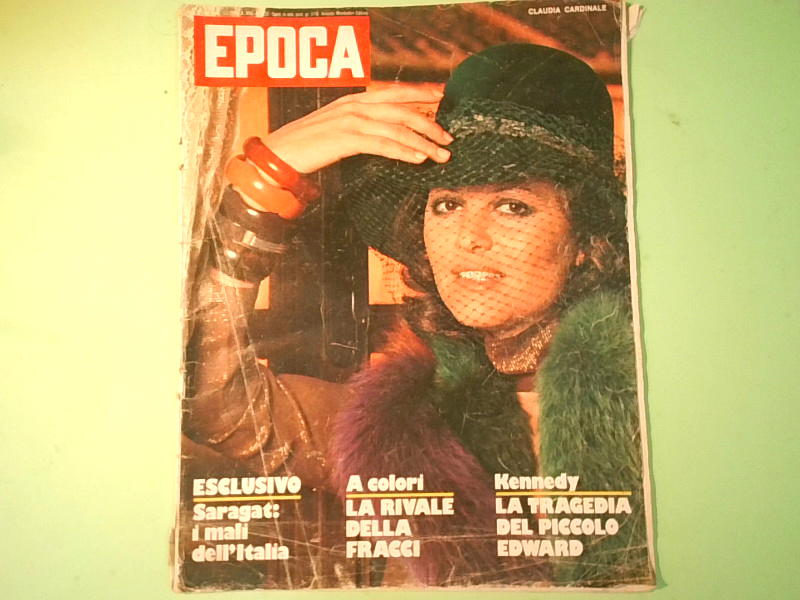 CLAUDIA CARDINALE
EPOCA
ESCLUSIVO
Saragat:
i mali
dell'Italia
A colori
LA RIVALE
DELLA
FRACCI
Kennedy
LA TRAGEDIA
DEL PICCOLO
EDWARD